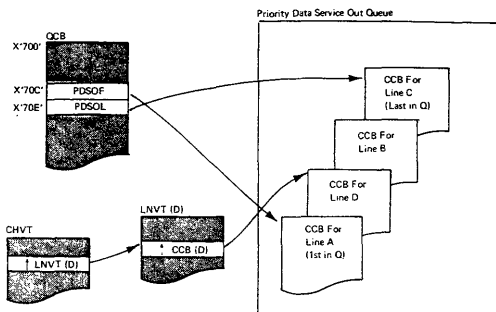 Priority Data Service Out Queue
QCB
X'700'
X'70C'
PDSOF
X'70E'
PDSOL
CCB For
Line C
(Last in Q)
CCB For
Line B
CCB For
Line D
CCB For
Line A
(1st in Q)
LNVT (D)
CCB (D)
CHVT
LNVT (D)